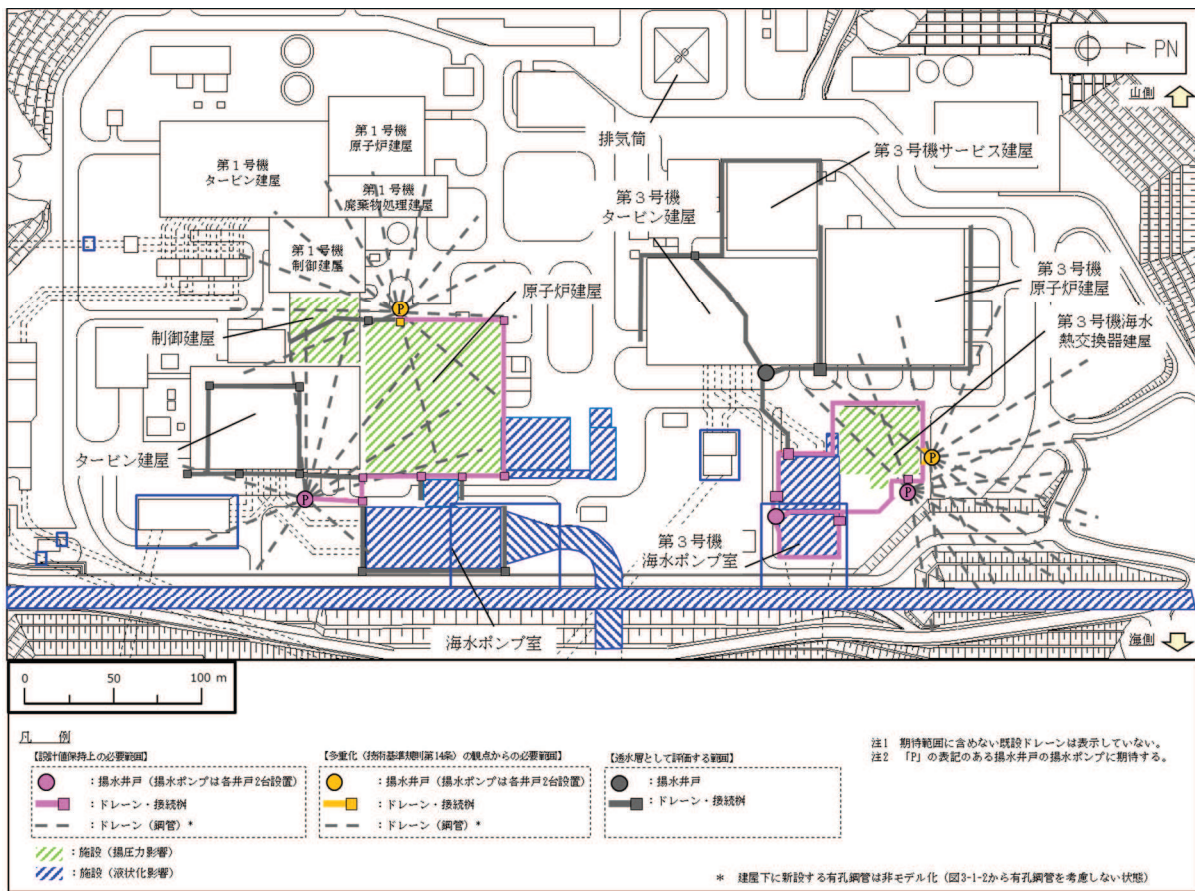 PN
山側
第１号機
原子炉建屋
第１号機
タービン建屋
第１号機
廃棄物処理建屋
第１号機
制御建屋
排気筒
第３号機サービス建屋
第３号機
タービン建屋
原子炉建屋
第３号機
原子炉建屋
第３号機海水
熱交換器建屋
制御建屋
P
タービン建屋
P
P
P
第３号機
海水ポンプ室
海水ポンプ室
海側
0 50 100 m
凡 例
【設計値保持上の必要範囲】
：揚水井戸（揚水ポンプは各井戸2台設置）
：ドレーン・接続桝
：ドレーン（鋼管）*
【多重化（技術基準規則第14条）の観点からの必要範囲】
：揚水井戸（揚水ポンプは各井戸2台設置）
：ドレーン・接続桝
：ドレーン（鋼管）*
【透水層として評価する範囲】
：揚水井戸
：ドレーン・接続桝
：施設（揚圧力影響）
：施設（液状化影響）
注1 期待範囲に含めない既設ドレーンは表示していない。
注2 「P」の表記のある揚水井戸の揚水ポンプに期待する。
* 建屋下に新設する有孔鋼管は非モデル化（図3-1-2から有孔鋼管を考慮しない状態）